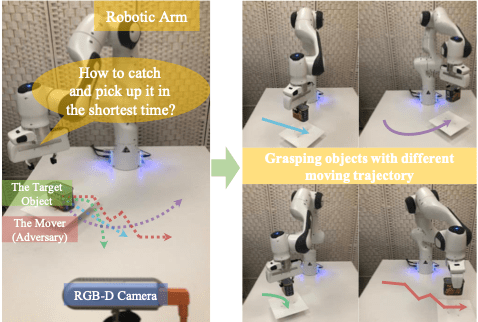 Robotic Arm
How to catch
and pick up it in
the shortest time?
The Target
Object
The Mover
(Adversary)
RGB-D Camera
Grasping objects with different
moving trajectory